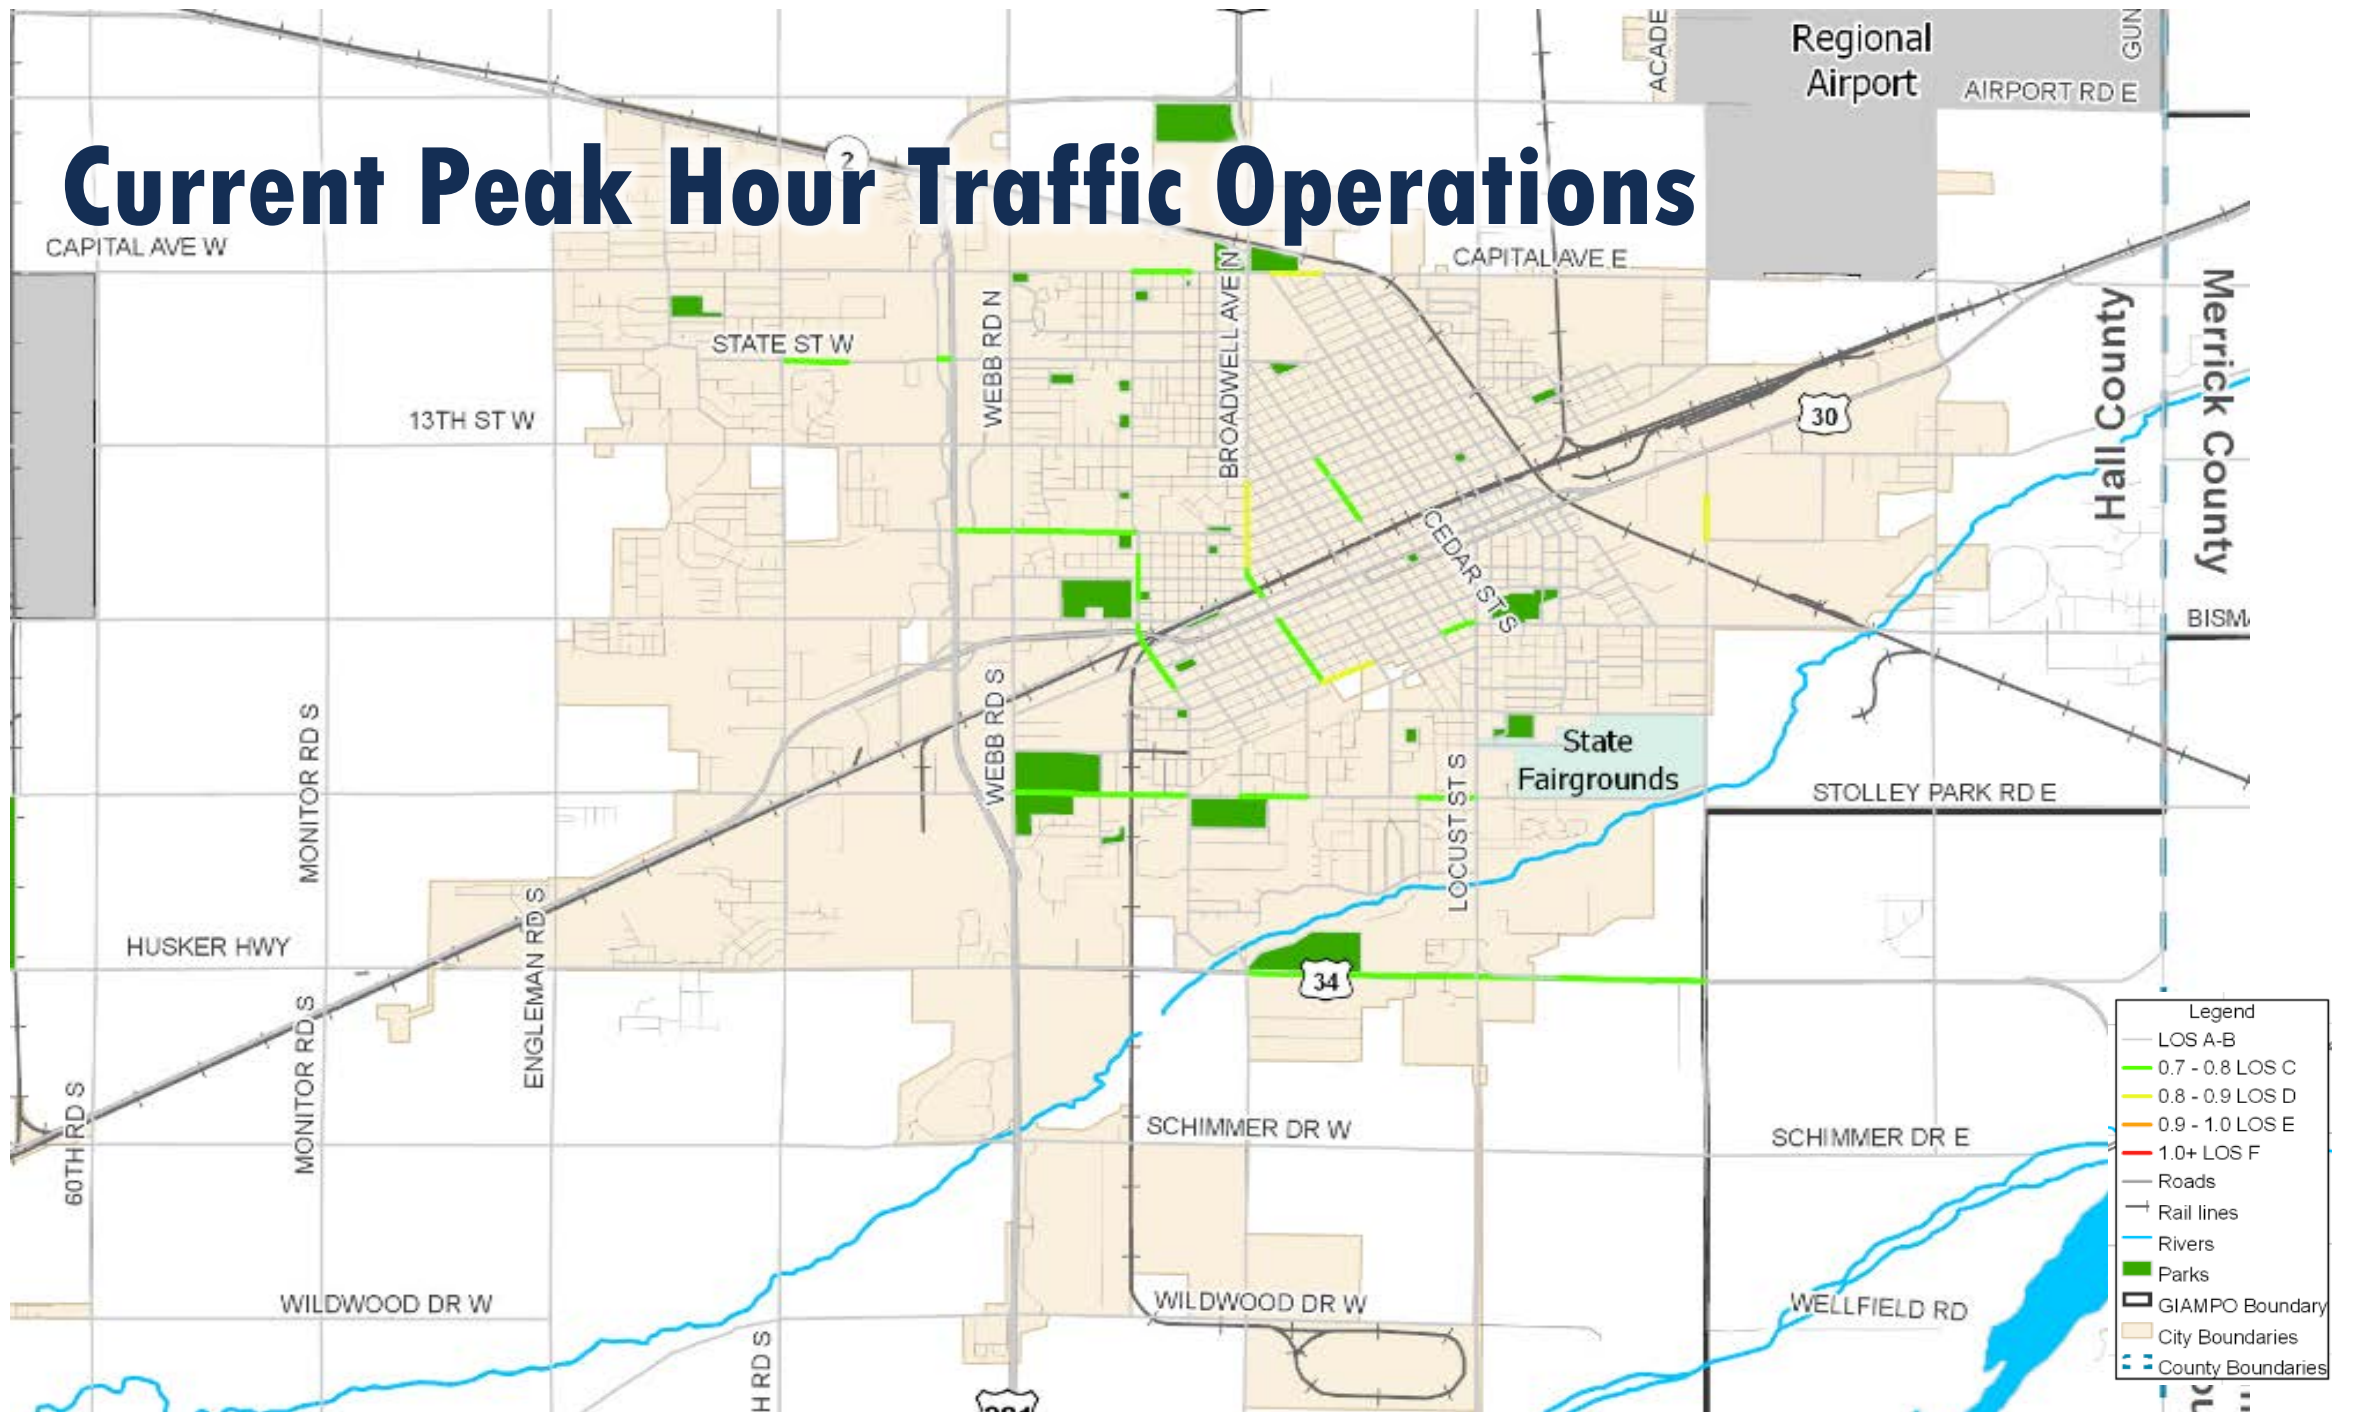 Regional
Airport
ACADE
GUN
AIRPORT RD E
2
Current Peak Hour Traffic Operations
CAPITAL AVE W
CAPITAL AVE E
BROADWELL AVE N
WEBB RD N
STATE ST W
13TH ST W
30
Hall County
Merrick County
CEDAR ST S
BISM
WEBB RD S
MONITOR RD S
State
Fairgrounds
STOLLEY PARK RD E
LOCUST ST S
HUSKER HWY
ENGLEMAN RD S
34
MONITOR RD S
60TH RD S
SCHIMMER DR W
SCHIMMER DR E
WILDWOOD DR W
WILDWOOD DR W
WELLFIELD RD
H RD S
281
Legend
LOS A-B
0.7 - 0.8 LOS C
0.8 - 0.9 LOS D
0.9 - 1.0 LOS E
1.0+ LOS F
Roads
Rail lines
Rivers
Parks
GIAMPO Boundary
City Boundaries
County Boundaries